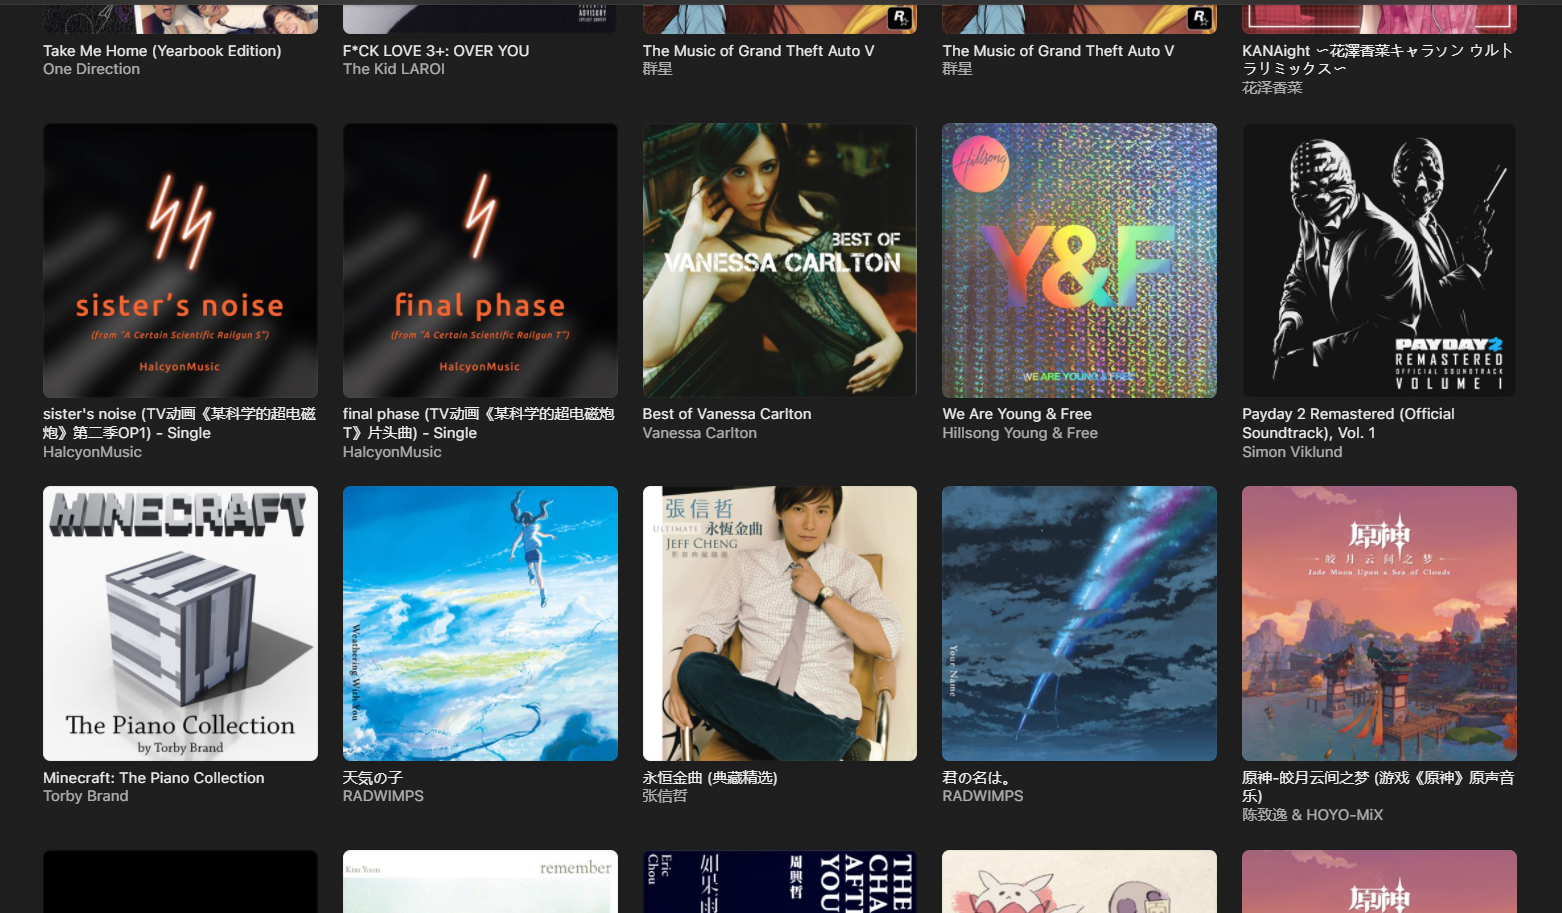 PARENTAL
ADVISORY
EXPLICIT CONTENT
R
R
Take Me Home (Yearbook Edition)
One Direction
F*CK LOVE 3+: OVER YOU
The Kid LAROI
The Music of Grand Theft Auto V
群星
The Music of Grand Theft Auto V
群星
KANAight ～花澤香菜キャラソン ウルト
ラリミックス～
花泽香菜
sister's noise
(from "A Certain Scientific Railgun S")
HalcyonMusic
final phase
(from "A Certain Scientific Railgun T")
HalcyonMusic
BEST OF
VANESSA CARLTON
Hillsong
Y&F
WE ARE YOUNG & FREE
PAYDAY 2
REMASTERED
OFFICIAL SOUNDTRACK
VOLUME I
sister's noise (TV动画《某科学的超电磁
炮》第二季OP1) - Single
HalcyonMusic
final phase (TV动画《某科学的超电磁炮
T》片头曲) - Single
HalcyonMusic
Best of Vanessa Carlton
Vanessa Carlton
We Are Young & Free
Hillsong Young & Free
Payday 2 Remastered (Official
Soundtrack), Vol. 1
Simon Viklund
MINECRAFT
The Piano Collection
by Torby Brand
Weathering With You
張信哲
ULTIMATE 永恆金曲
JEFF CHENG
影音典藏精選
Your Name
原神
皎月云间之梦
Jade Moon Upon a Sea of Clouds
Minecraft: The Piano Collection
Torby Brand
天気の子
RADWIMPS
永恒金曲 (典藏精选)
张信哲
君の名は。
RADWIMPS
原神-皎月云间之梦 (游戏《原神》原声音
乐)
陈致逸 & HOYO-MiX
Kim Yoon
remember
Eric
Chou
如果雨
周興哲
THE
CHA
AFTE
YOU
原神